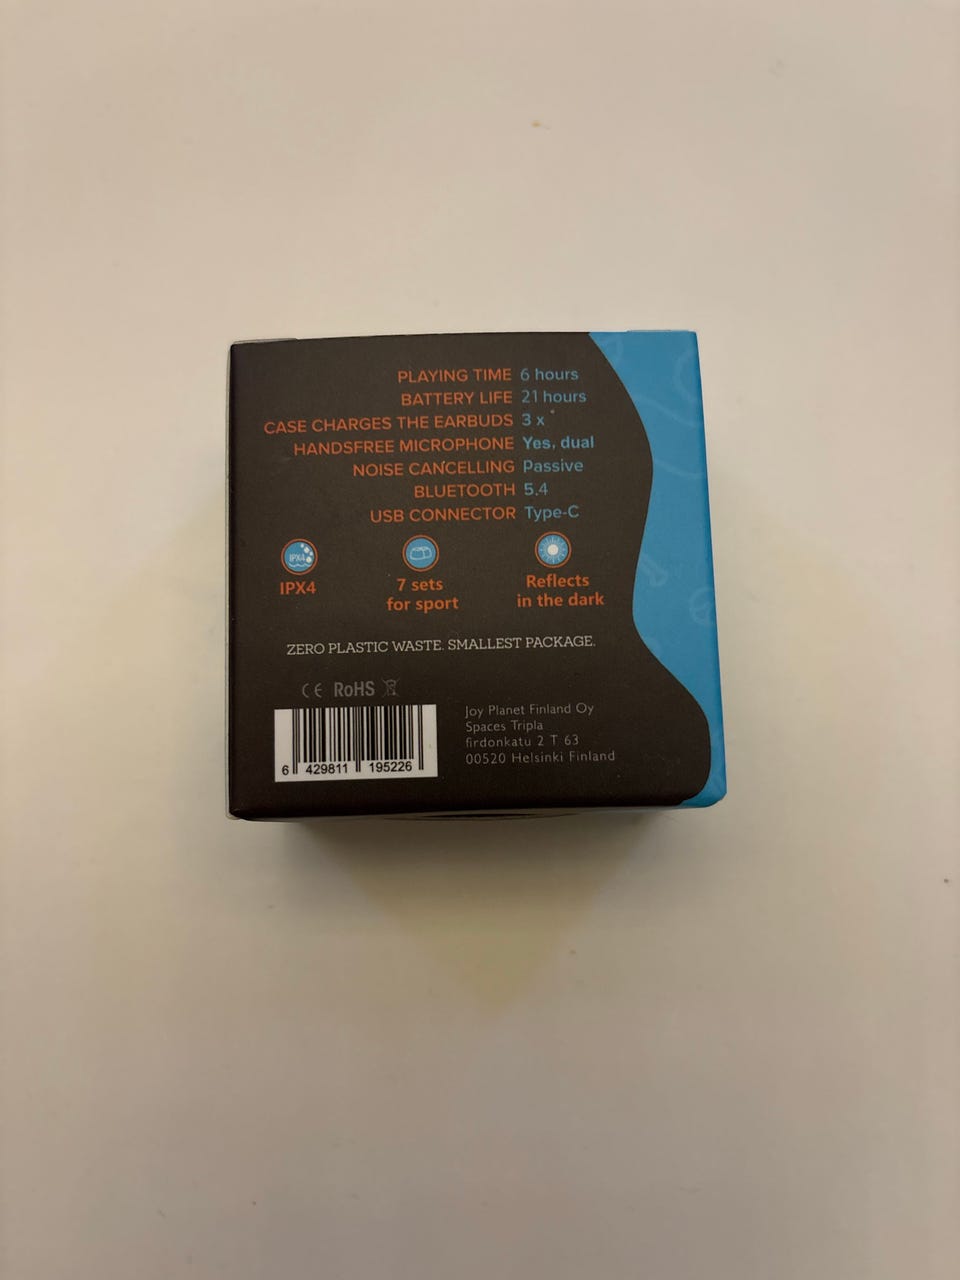 PLAYING TIME 6 hours
BATTERY LIFE 21 hours
CASE CHARGES THE EARBUDS 3 x
HANDSFREE MICROPHONE Yes, dual
NOISE CANCELLING Passive
BLUETOOTH 5.4
USB CONNECTOR Type-C
IPX4
IPX4
7 sets
for sport
Reflects
in the dark
ZERO PLASTIC WASTE. SMALLEST PACKAGE.
CE RoHS
Joy Planet Finland Oy
Spaces Tripla
firdonkatu 2 T 63
00520 Helsinki Finland
6 429811 195226